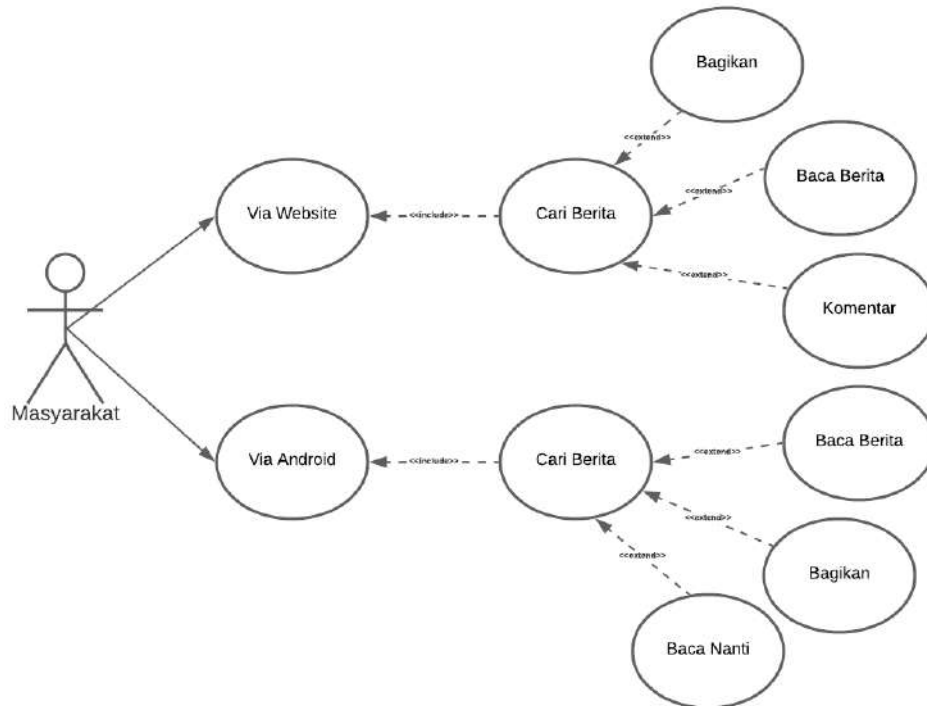 Bagikan
<<extend>>
Baca Berita
<<extend>>
Via Website
<<include>>
Cari Berita
<<extend>>
Komentar
Masyarakat
Baca Berita
<<extend>>
Via Android
<<include>>
Cari Berita
<<extend>>
Bagikan
<<extend>>
Baca Nanti